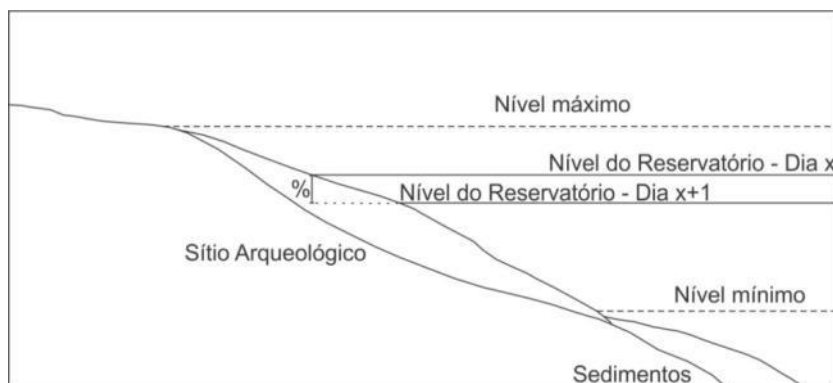 Nível máximo
Nível do Reservatório - Dia x
% Nível do Reservatório - Dia x+1
Sítio Arqueológico
Nível mínimo
Sedimentos